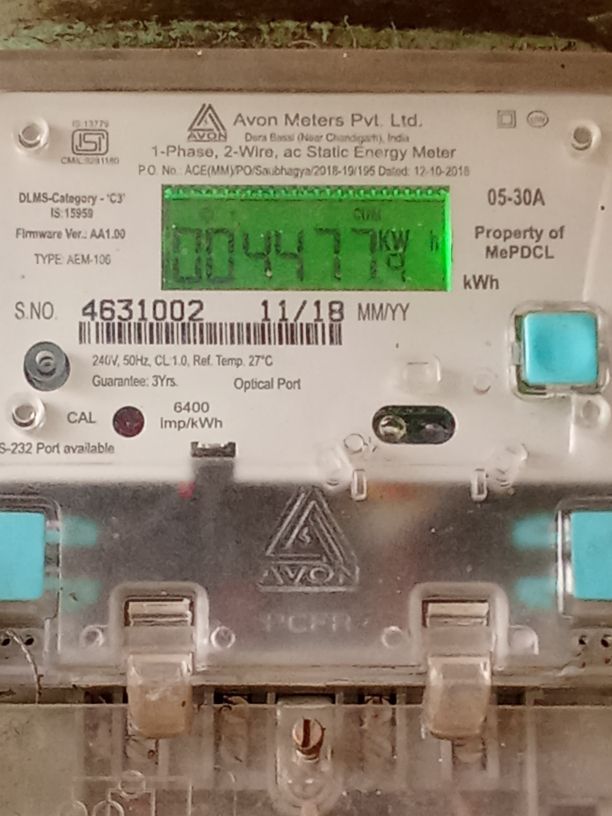 IS:13779
ISI
CM/L:9291180
AVON
Avon Meters Pvt. Ltd.
Dera Bassi (Near Chandigarh), India
1-Phase, 2-Wire, ac Static Energy Meter
P.O. No.: ACE(MM)/PO/Saubhagya/2018-19/195 Dated: 12-10-2018
DLMS-Category - 'C3'
IS:15959
Firmware Ver.: AA1.00
TYPE: AEM-106
CUM
004477 kW h
05-30A
Property of
MePDCL
kWh
S.NO. 4631002 11/18 MM/YY
240V, 50Hz, CL:1.0, Ref. Temp. 27°C
Guarantee: 3Yrs. Optical Port
CAL 6400
Imp/kWh
S-232 Port available
AVON